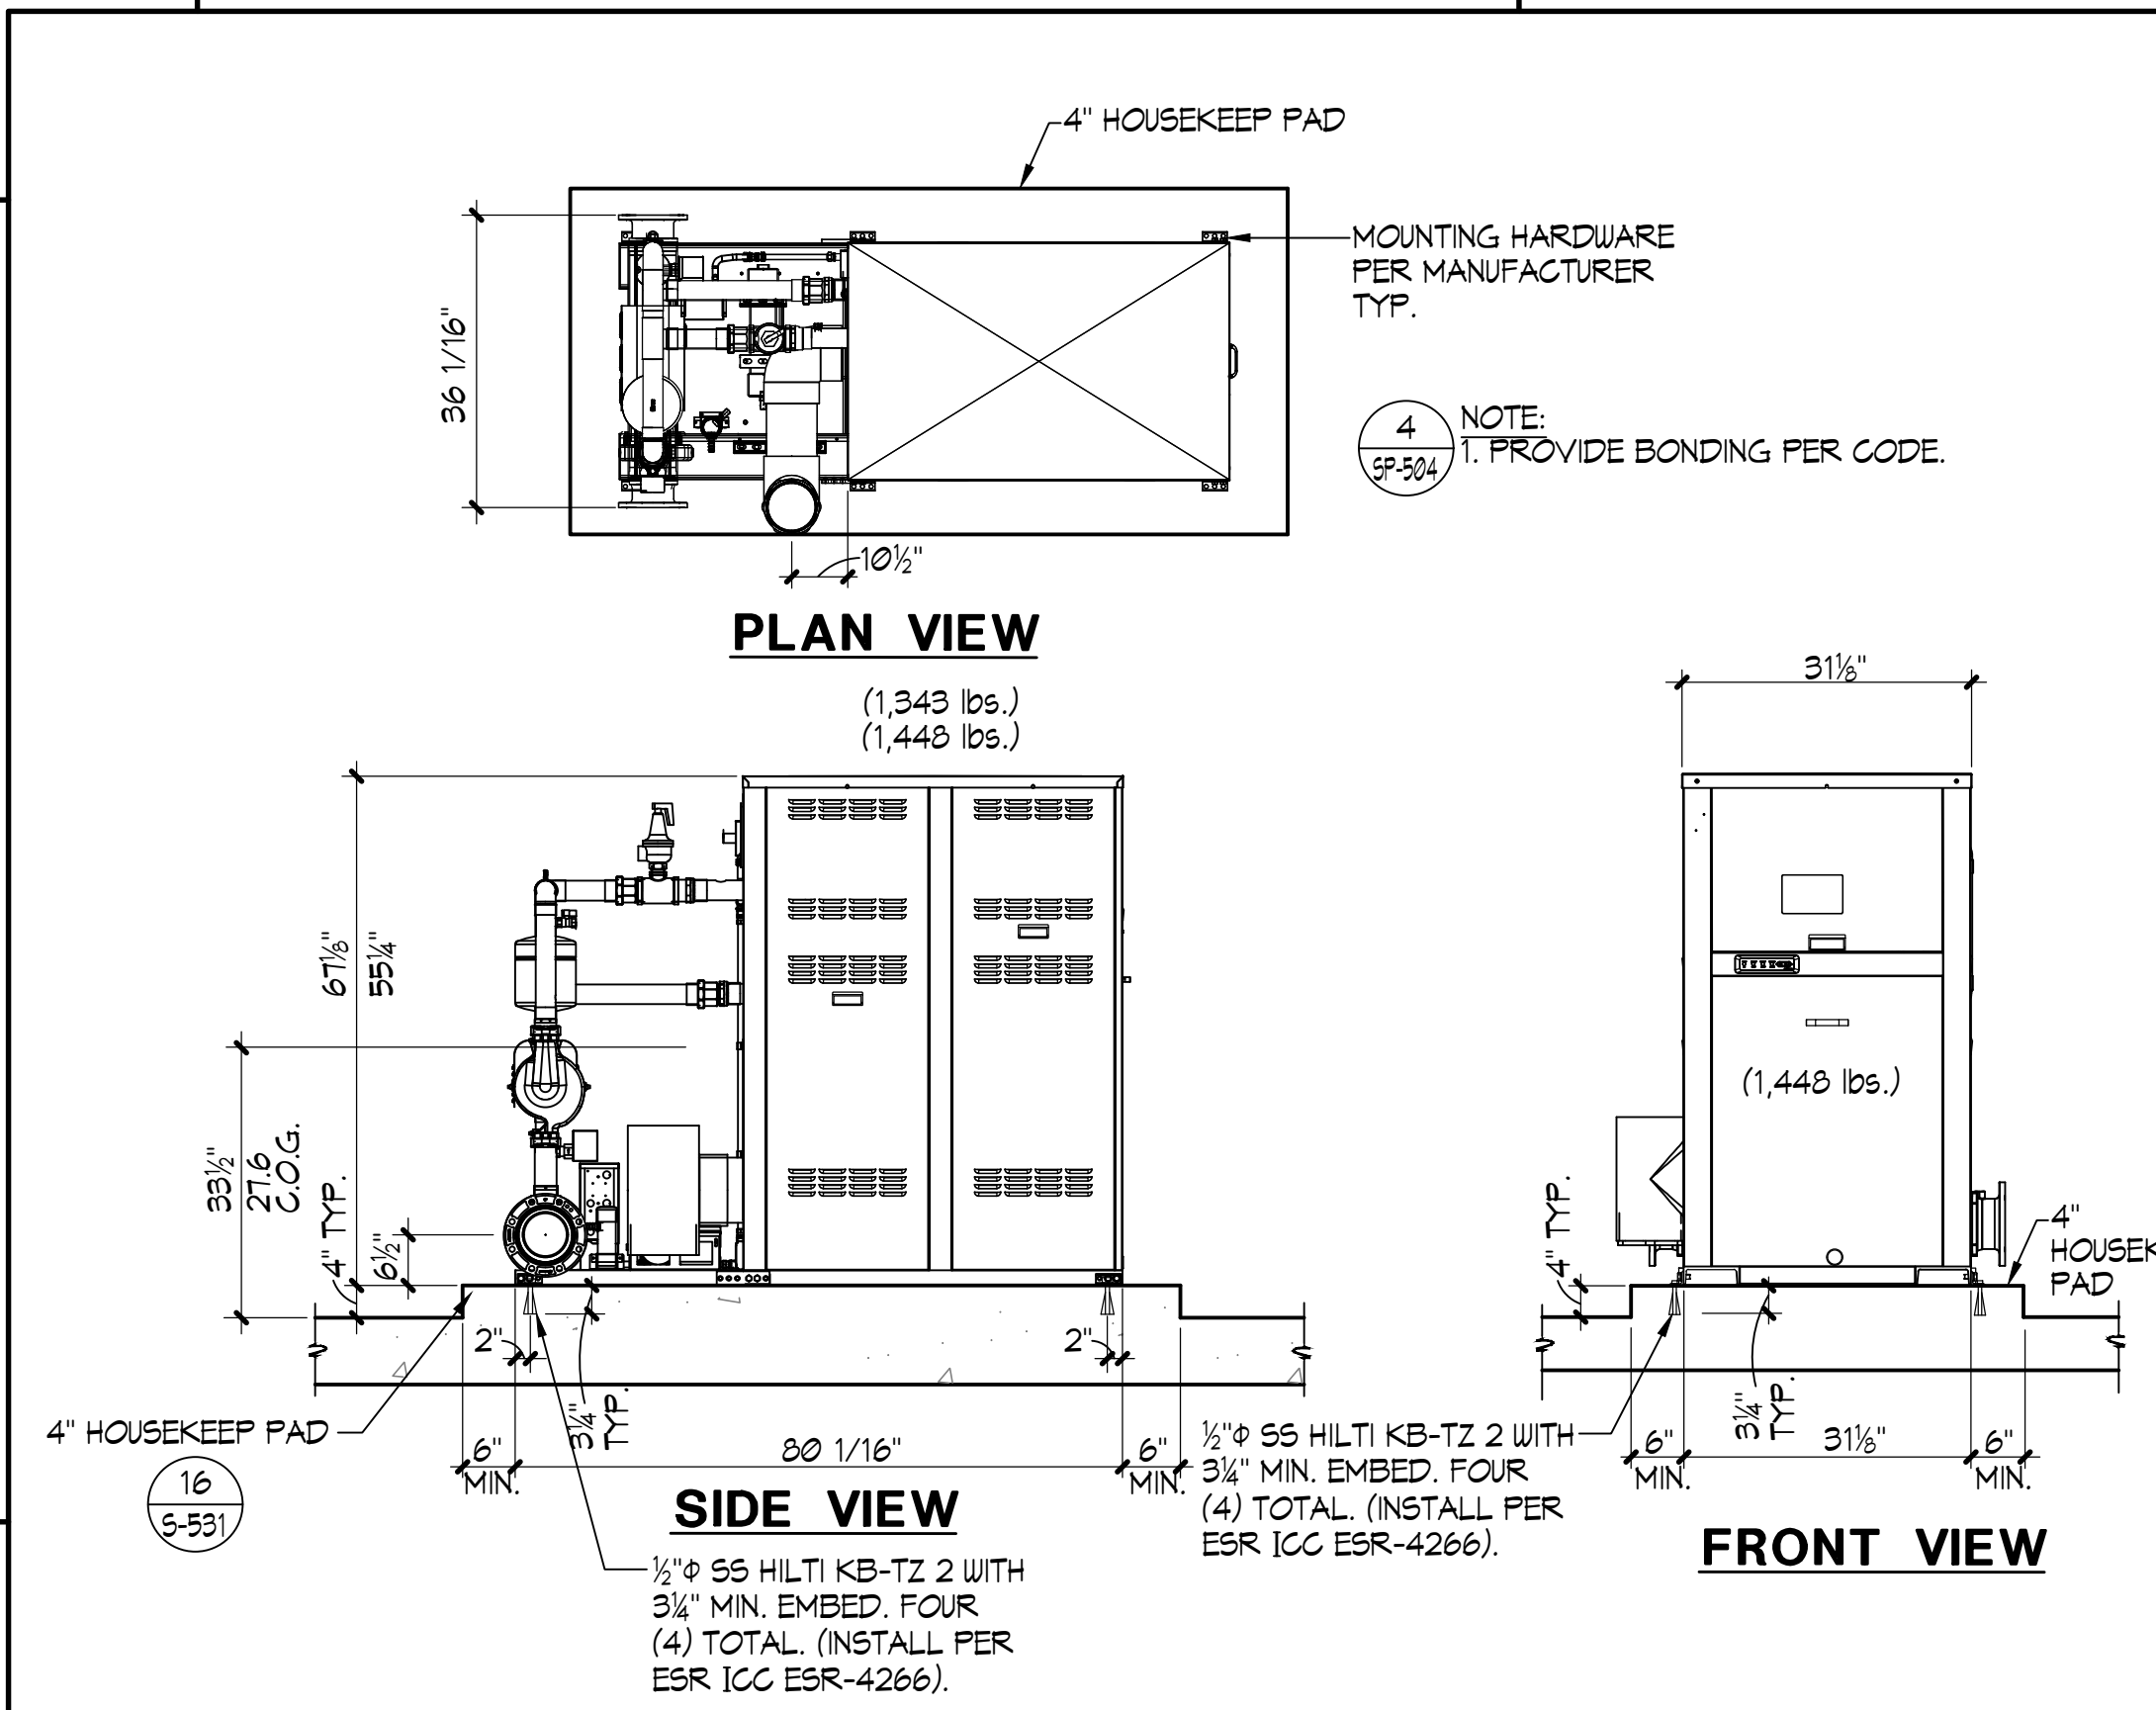 4" HOUSEKEEP PAD
MOUNTING HARDWARE
PER MANUFACTURER
TYP.
36 1/16"
4
SP-504
NOTE:
1. PROVIDE BONDING PER CODE.
10½"
PLAN VIEW
(1,343 lbs.)
(1,448 lbs.)
31⅛"
67⅛"
55¼"
33½"
27.6
C.O.G.
4" TYP.
6½"
(1,448 lbs.)
4" TYP.
4"
HOUSEK
PAD
2"
2"
3¼"
TYP.
4" HOUSEKEEP PAD
16
S-531
6"
MIN.
80 1/16"
6"
MIN.
SIDE VIEW
½"Φ SS HILTI KB-TZ 2 WITH
3¼" MIN. EMBED. FOUR
(4) TOTAL. (INSTALL PER
ESR ICC ESR-4266).
½"Φ SS HILTI KB-TZ 2 WITH
3¼" MIN. EMBED. FOUR
(4) TOTAL. (INSTALL PER
ESR ICC ESR-4266).
6"
MIN.
3¼"
TYP.
31⅛"
6"
MIN.
FRONT VIEW